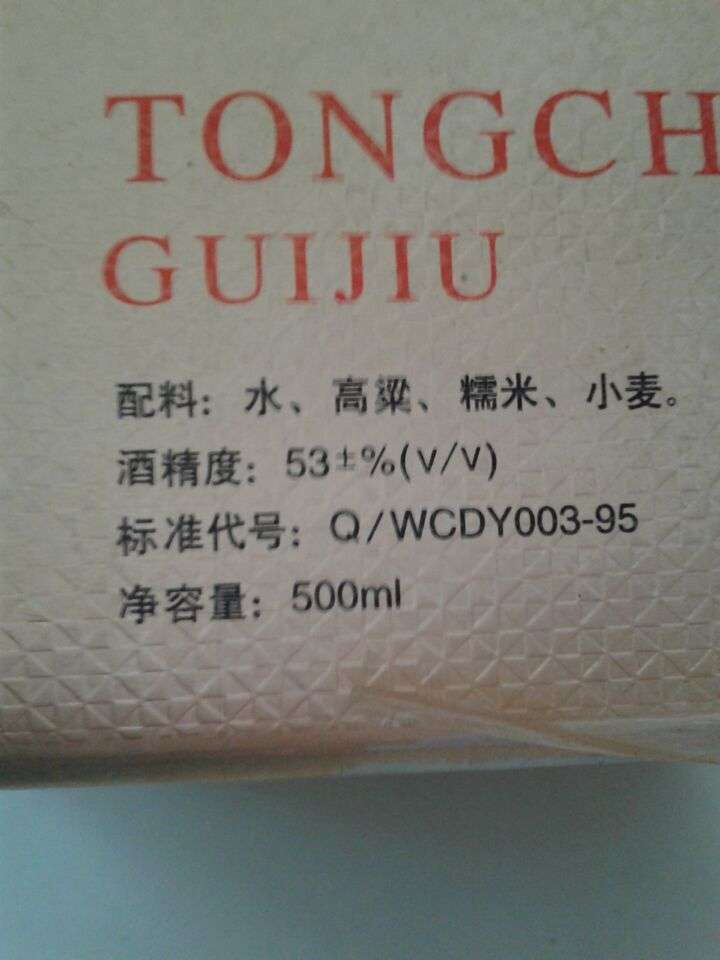 TONGCH
GUIJIU
配料：水、高粱、糯米、小麦。
酒精度：53±%(V/V)
标准代号：Q/WCDY003-95
净容量：500ml